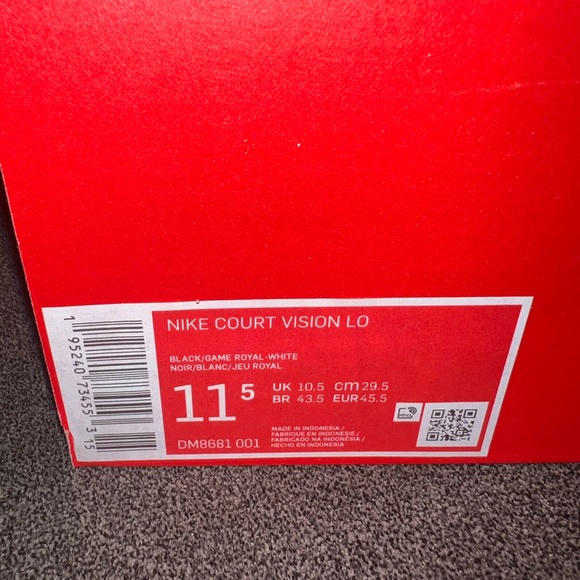 NIKE COURT VISION LO
BLACK/GAME ROYAL-WHITE
NOIR/BLANC/JEU ROYAL
11 5
UK 10.5 cm 29.5
BR 43.5 EUR 45.5
DM8681 001
MADE IN INDONESIA /
FABRIQUE EN INDONESIE /
FABRICADO NA INDONÉSIA /
HECHO EN INDONESIA
1 95240 73455 3 15